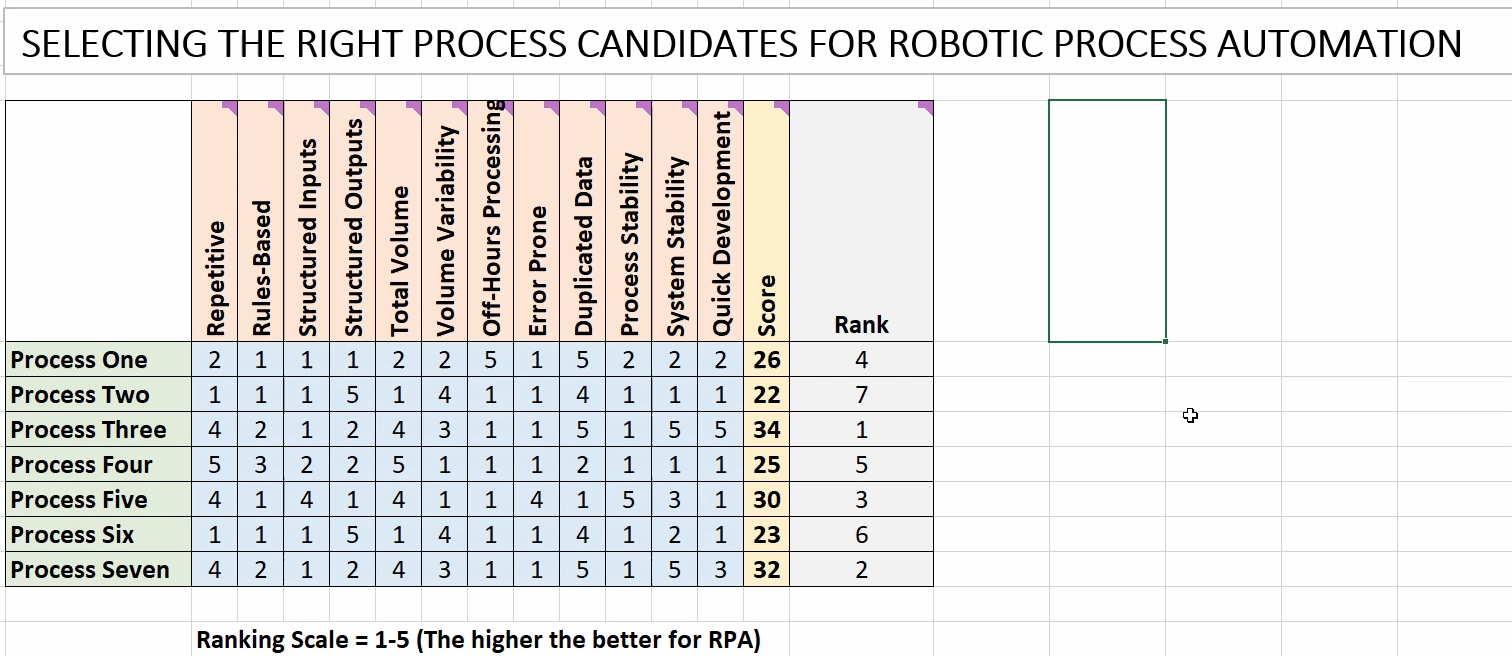 SELECTING THE RIGHT PROCESS CANDIDATES FOR ROBOTIC PROCESS AUTOMATION
Repetitive Rules-Based Structured Inputs Structured Outputs Total Volume Volume Variability Off-Hours Processing Error Prone Duplicated Data Process Stability System Stability Quick Development Score Rank
Process One 2 1 1 1 2 2 5 1 5 2 2 2 26 4
Process Two 1 1 1 5 1 4 1 1 4 1 1 1 22 7
Process Three 4 2 1 2 4 3 1 1 5 1 5 5 34 1
Process Four 5 3 2 2 5 1 1 1 2 1 1 1 25 5
Process Five 4 1 4 1 4 1 1 4 1 5 3 1 30 3
Process Six 1 1 1 5 1 4 1 1 4 1 2 1 23 6
Process Seven 4 2 1 2 4 3 1 1 5 1 5 3 32 2
Ranking Scale = 1-5 (The higher the better for RPA)